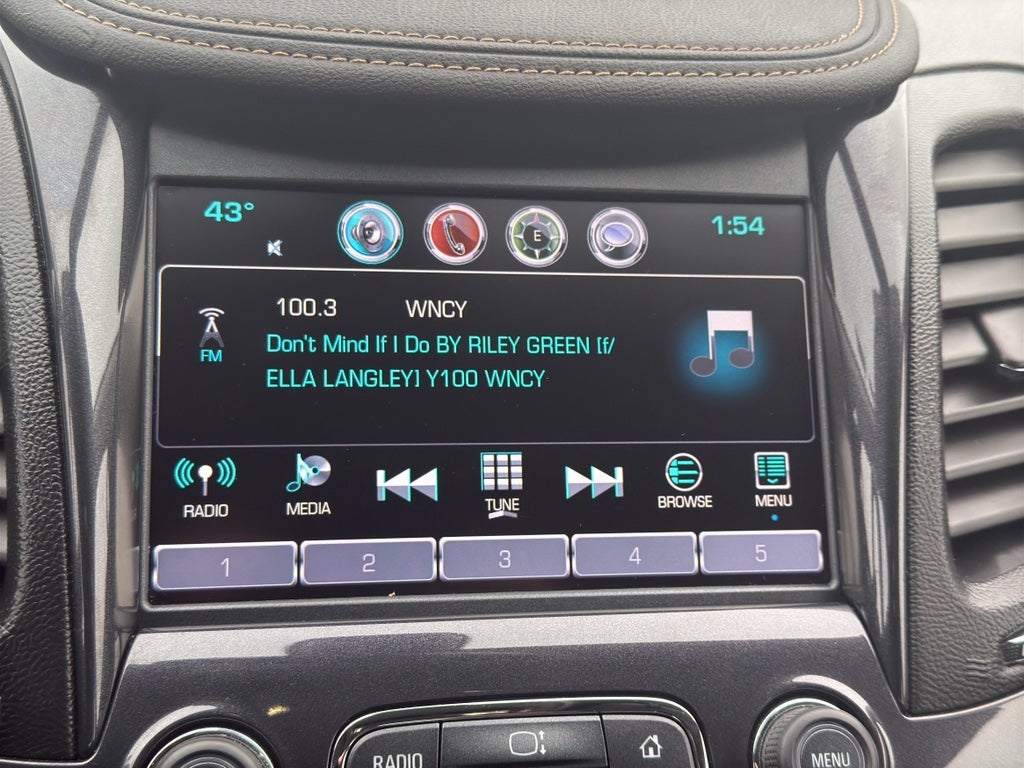 43° E 1:54
100.3 WNCY
FM
Don't Mind If I Do BY RILEY GREEN [f/
ELLA LANGLEY] Y100 WNCY
RADIO MEDIA TUNE BROWSE MENU
1 2 3 4 5
RADIO MENU